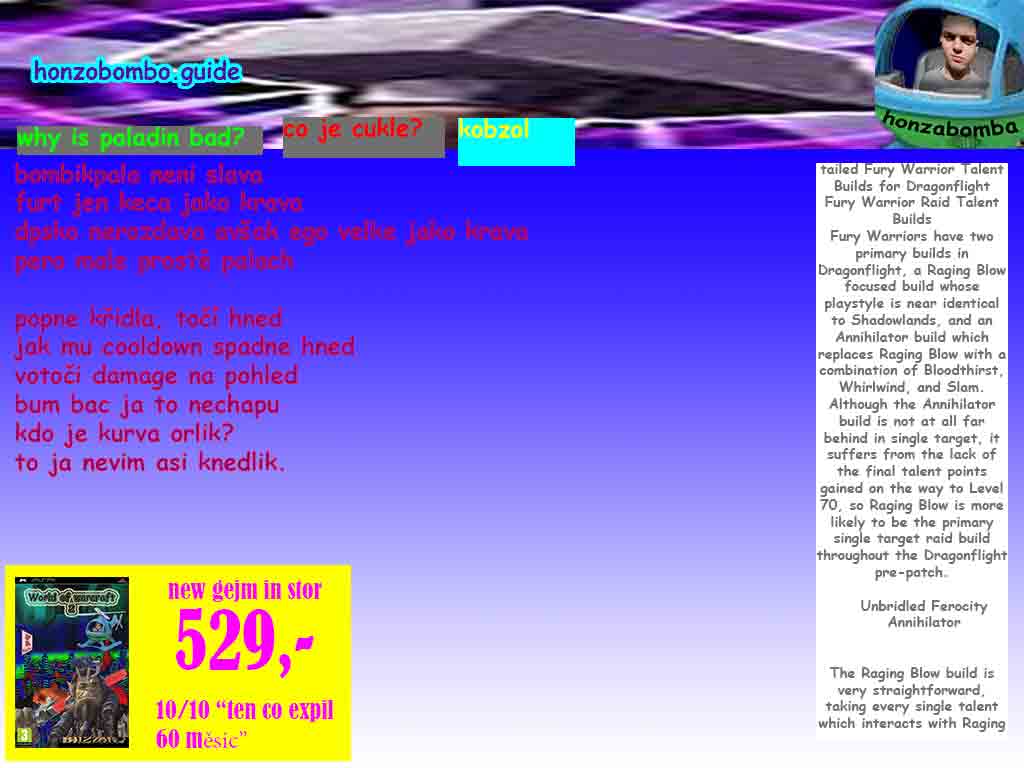 honzobombo.guide
honzabomba
why is paladin bad?
co je cukle?
kobzol
bombikpala neni slava
furt jen keca jako krava
dpsko nerozdava avšak ego velke jako krava
pero male prostě palach
popne křidla, točí hned
jak mu cooldown spadne hned
votoči damage na pohled
bum bac ja to nechapu
kdo je kurva orlik?
to ja nevim asi knedlik.
tailed Fury Warrior Talent
Builds for Dragonflight
Fury Warrior Raid Talent
Builds
Fury Warriors have two
primary builds in
Dragonflight, a Raging Blow
focused build whose
playstyle is near identical
to Shadowlands, and an
Annihilator build which
replaces Raging Blow with a
combination of Bloodthirst,
Whirlwind, and Slam.
Although the Annihilator
build is not at all far
behind in single target, it
suffers from the lack of
the final talent points
gained on the way to Level
70, so Raging Blow is more
likely to be the primary
single target raid build
throughout the Dragonflight
pre-patch.
Unbridled Ferocity
Annihilator
The Raging Blow build is
very straightforward,
taking every single talent
which interacts with Raging
World of warcraft
2
3
new gejm in stor
529,-
10/10 “ten co expil
60 měsic”